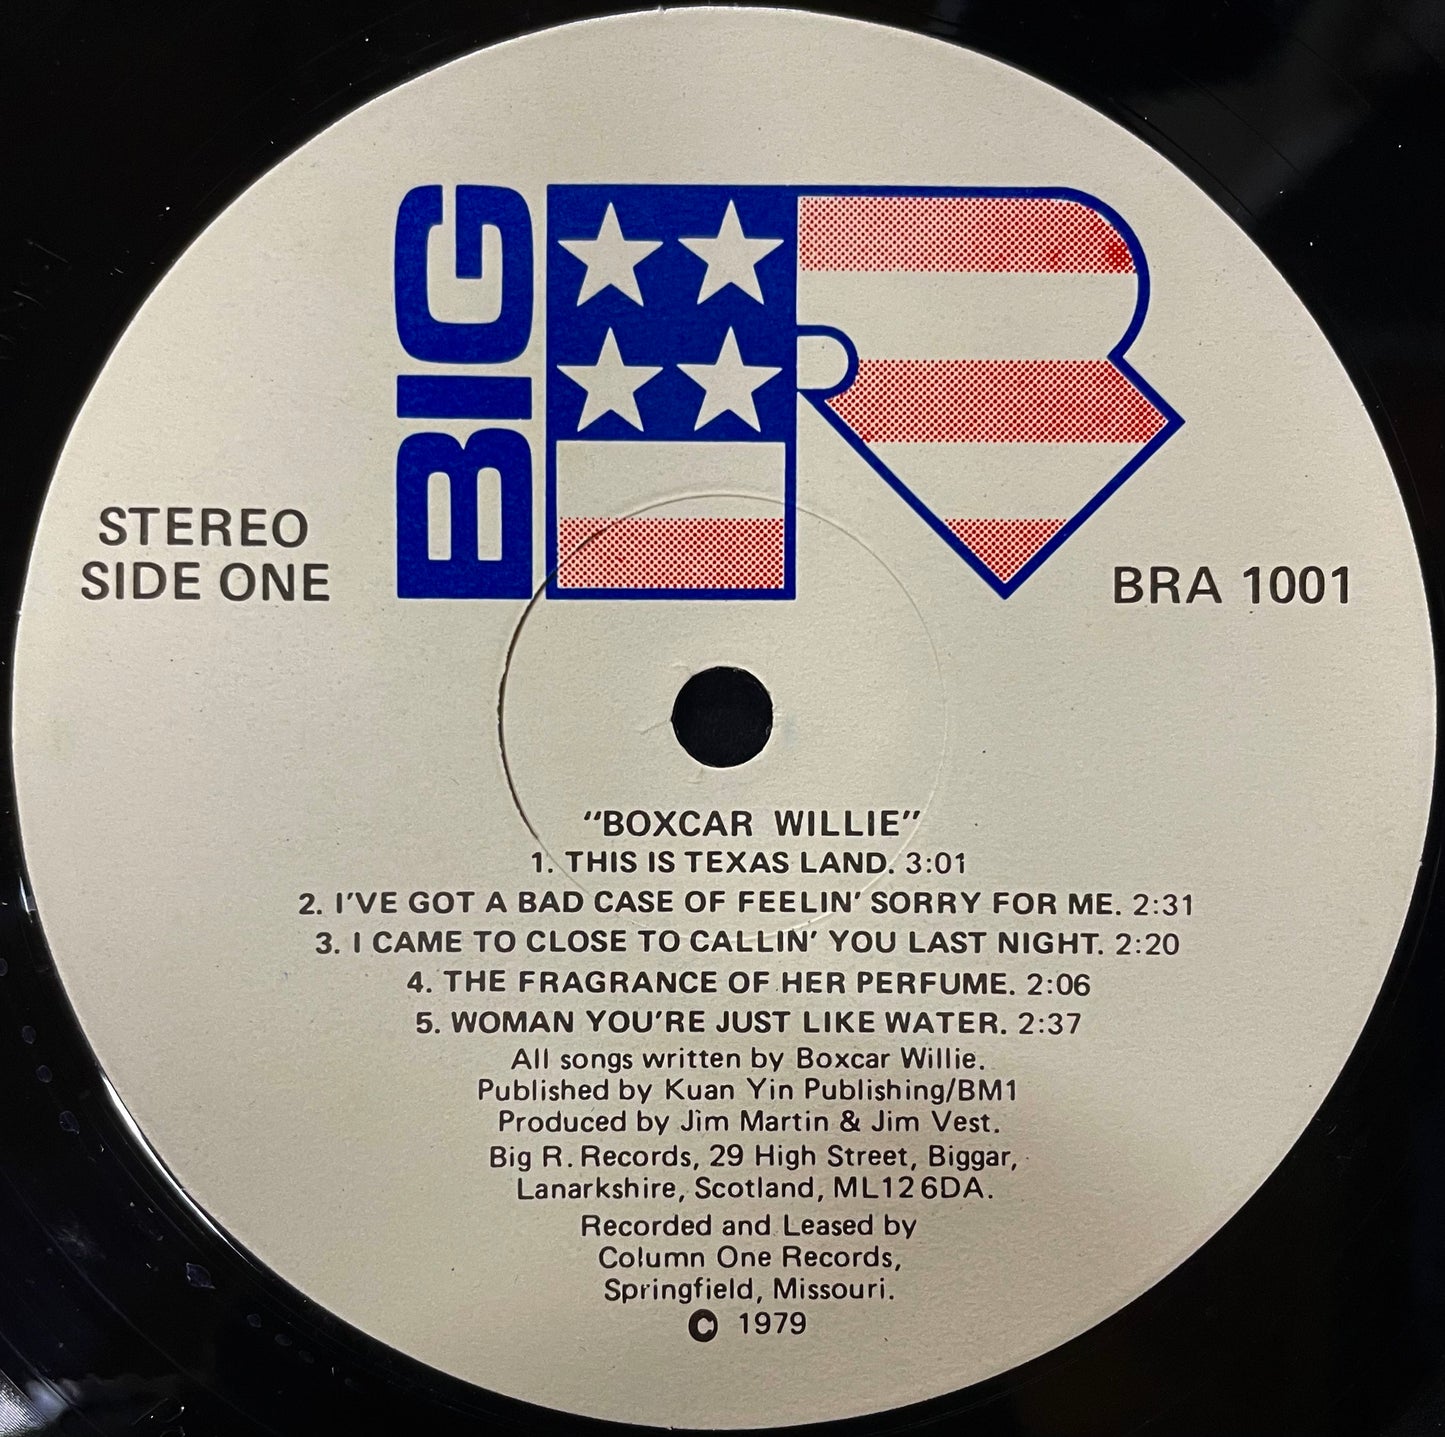 BIG R
STEREO
SIDE ONE
BRA 1001
"BOXCAR WILLIE"
1. THIS IS TEXAS LAND. 3:01
2. I'VE GOT A BAD CASE OF FEELIN' SORRY FOR ME. 2:31
3. I CAME TO CLOSE TO CALLIN' YOU LAST NIGHT. 2:20
4. THE FRAGRANCE OF HER PERFUME. 2:06
5. WOMAN YOU'RE JUST LIKE WATER. 2:37
All songs written by Boxcar Willie.
Published by Kuan Yin Publishing/BM1
Produced by Jim Martin & Jim Vest.
Big R. Records, 29 High Street, Biggar,
Lanarkshire, Scotland, ML12 6DA.
Recorded and Leased by
Column One Records,
Springfield, Missouri.
© 1979